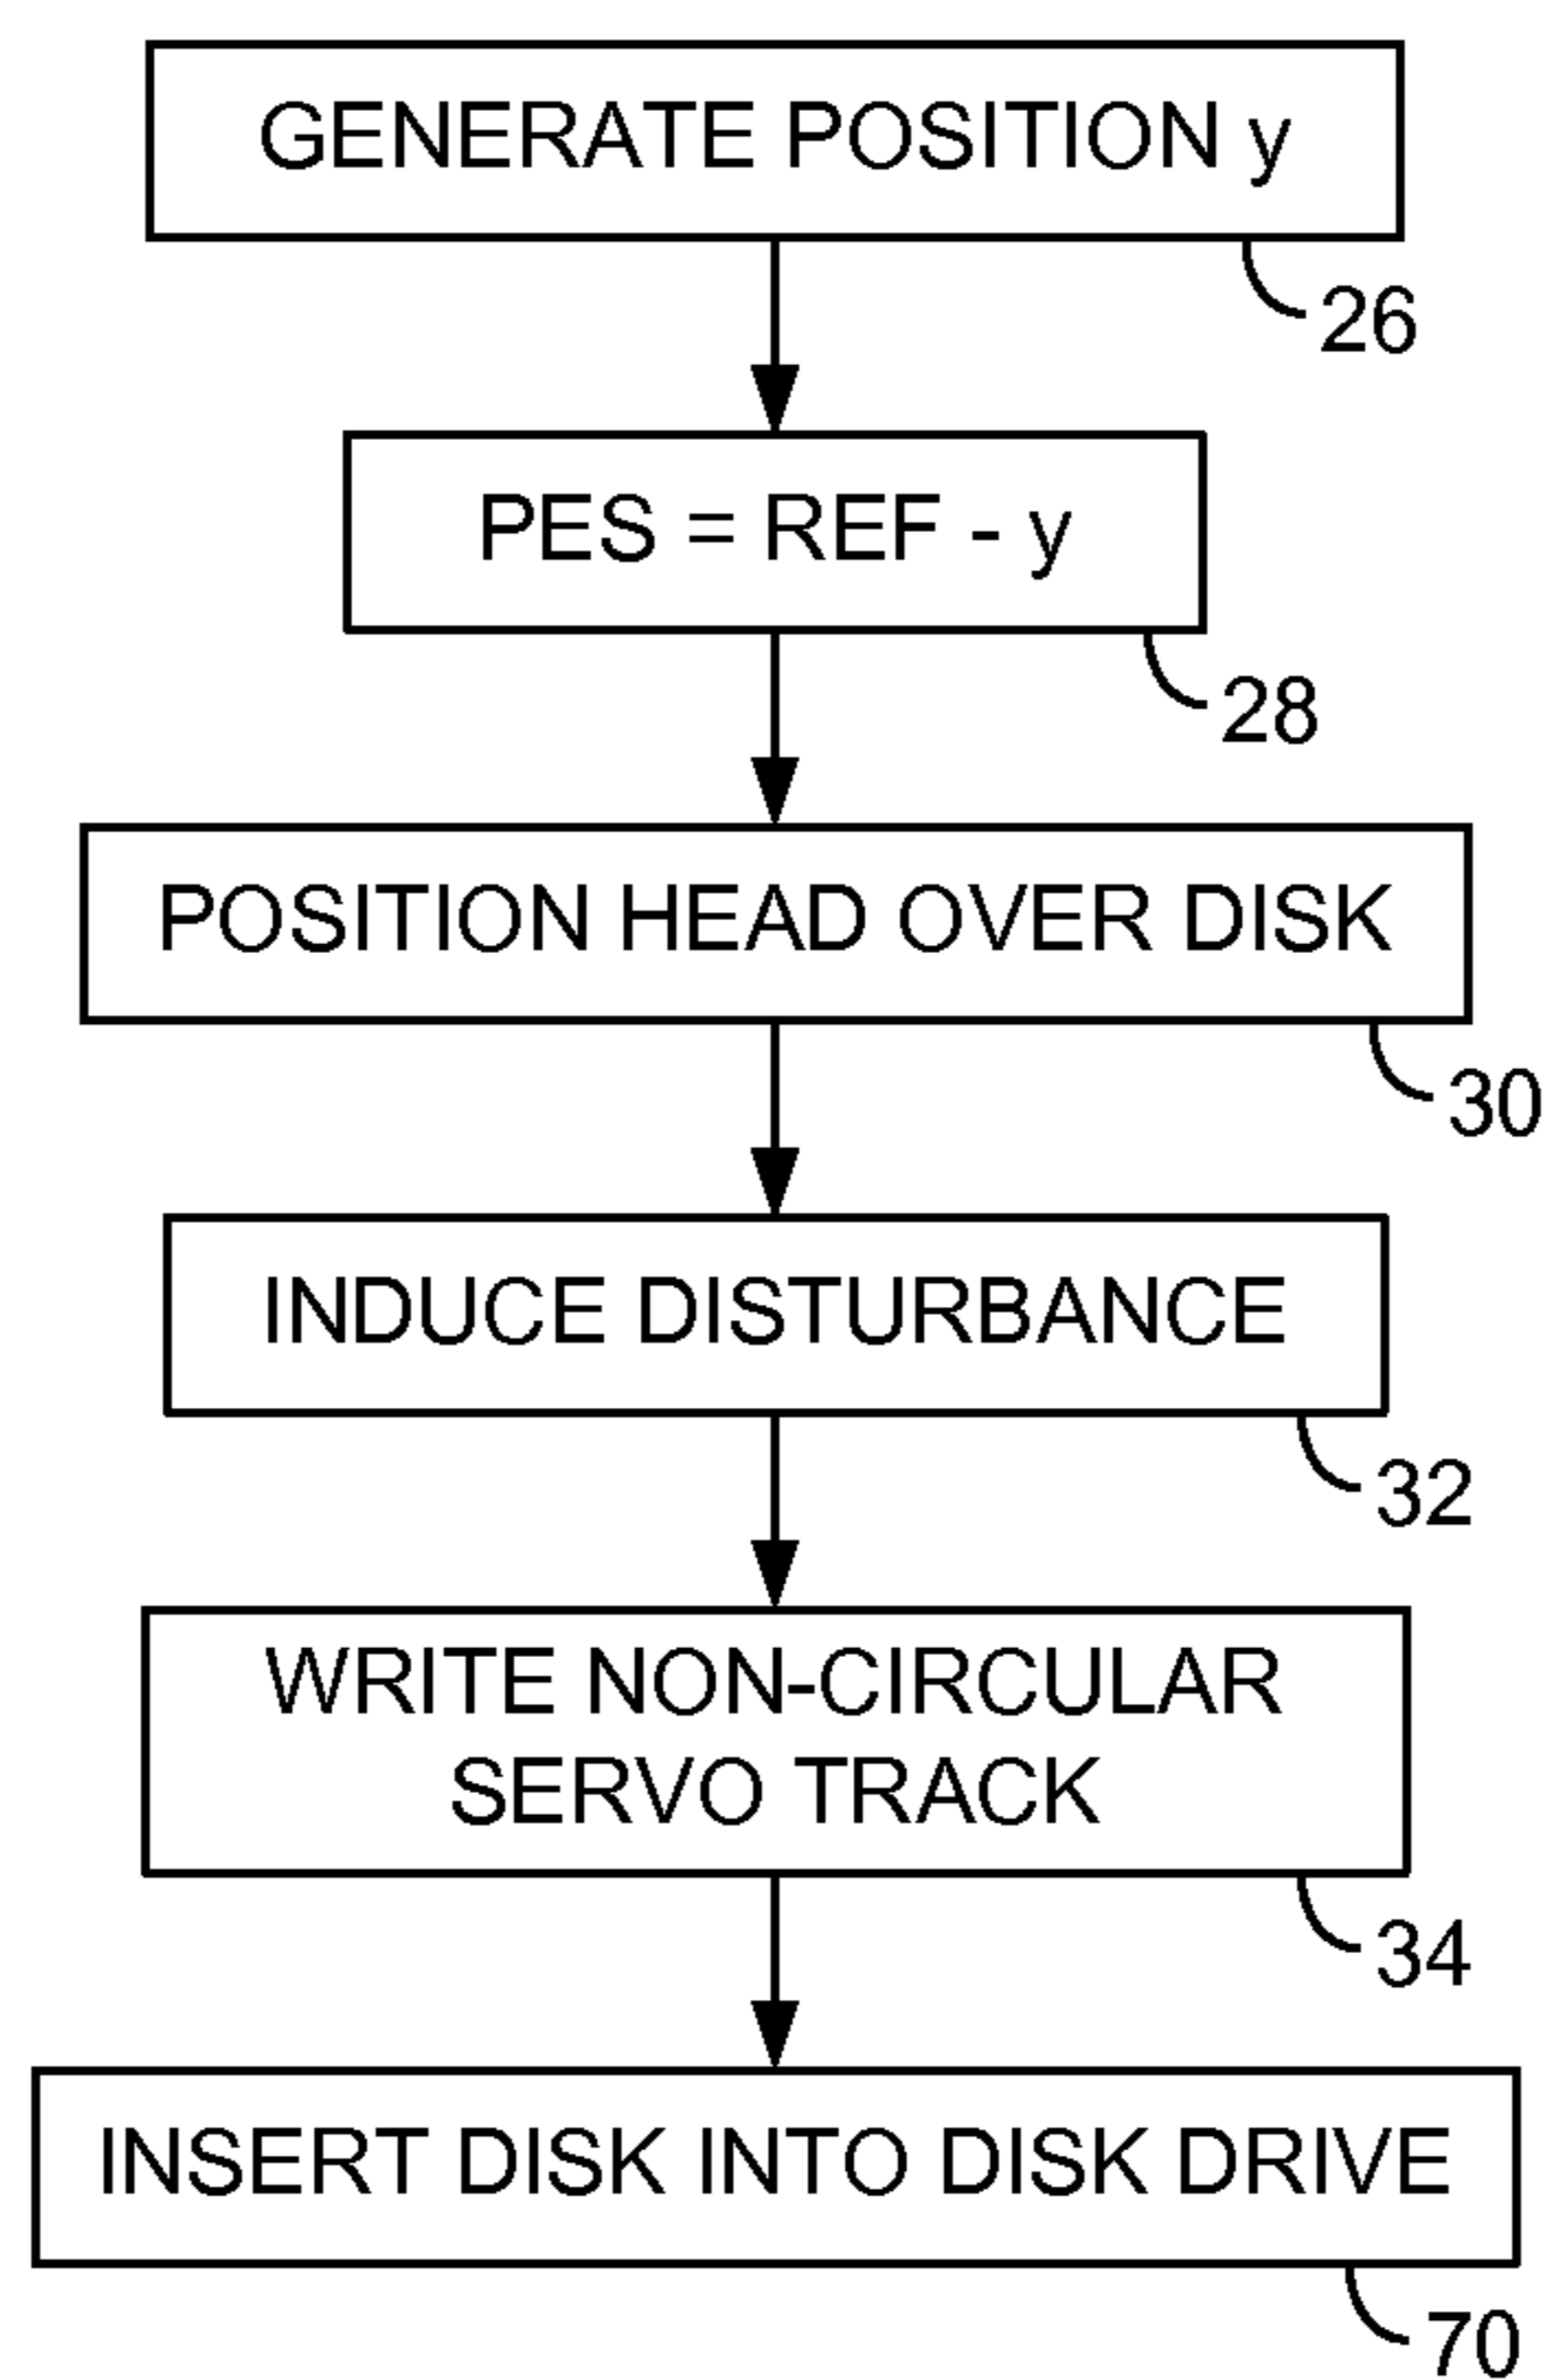 GENERATE POSITION y
26
PES = REF - y
28
POSITION HEAD OVER DISK
30
INDUCE DISTURBANCE
32
WRITE NON-CIRCULAR
SERVO TRACK
34
INSERT DISK INTO DISK DRIVE
70